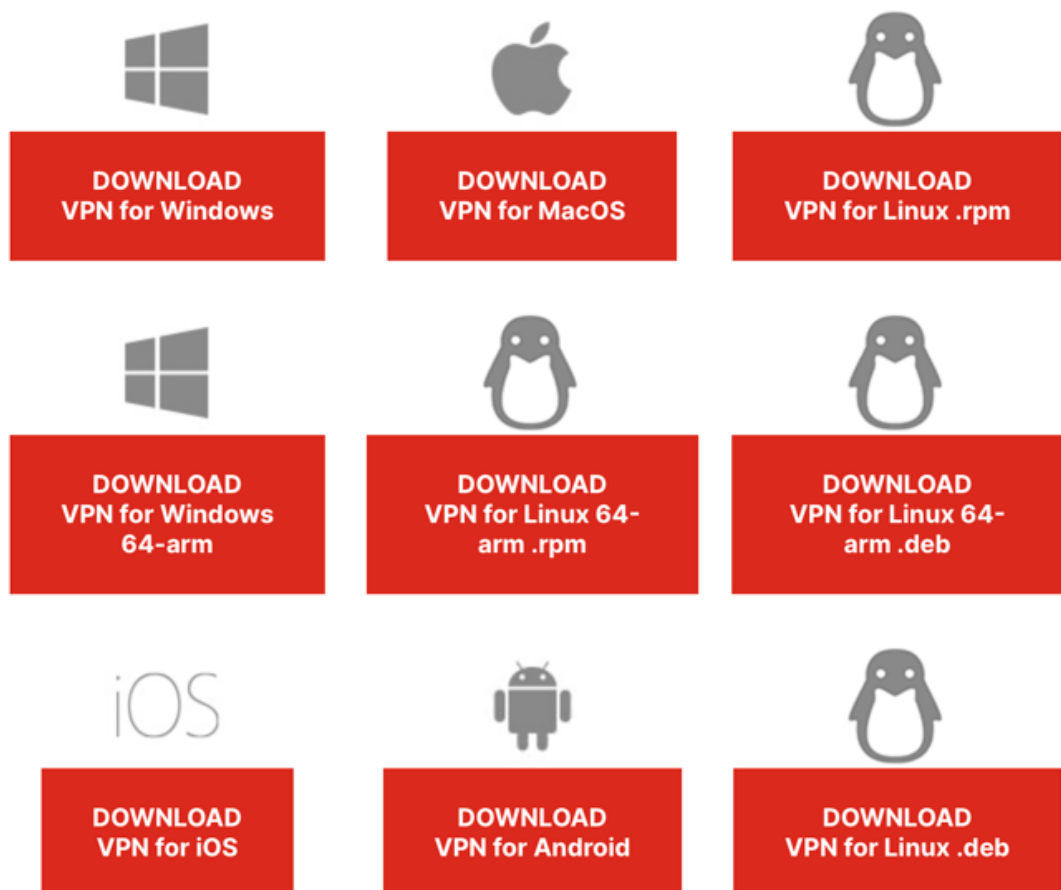 DOWNLOAD
VPN for Windows
DOWNLOAD
VPN for MacOS
DOWNLOAD
VPN for Linux .rpm
DOWNLOAD
VPN for Windows
64-arm
DOWNLOAD
VPN for Linux 64-
arm .rpm
DOWNLOAD
VPN for Linux 64-
arm .deb
iOS
DOWNLOAD
VPN for iOS
DOWNLOAD
VPN for Android
DOWNLOAD
VPN for Linux .deb